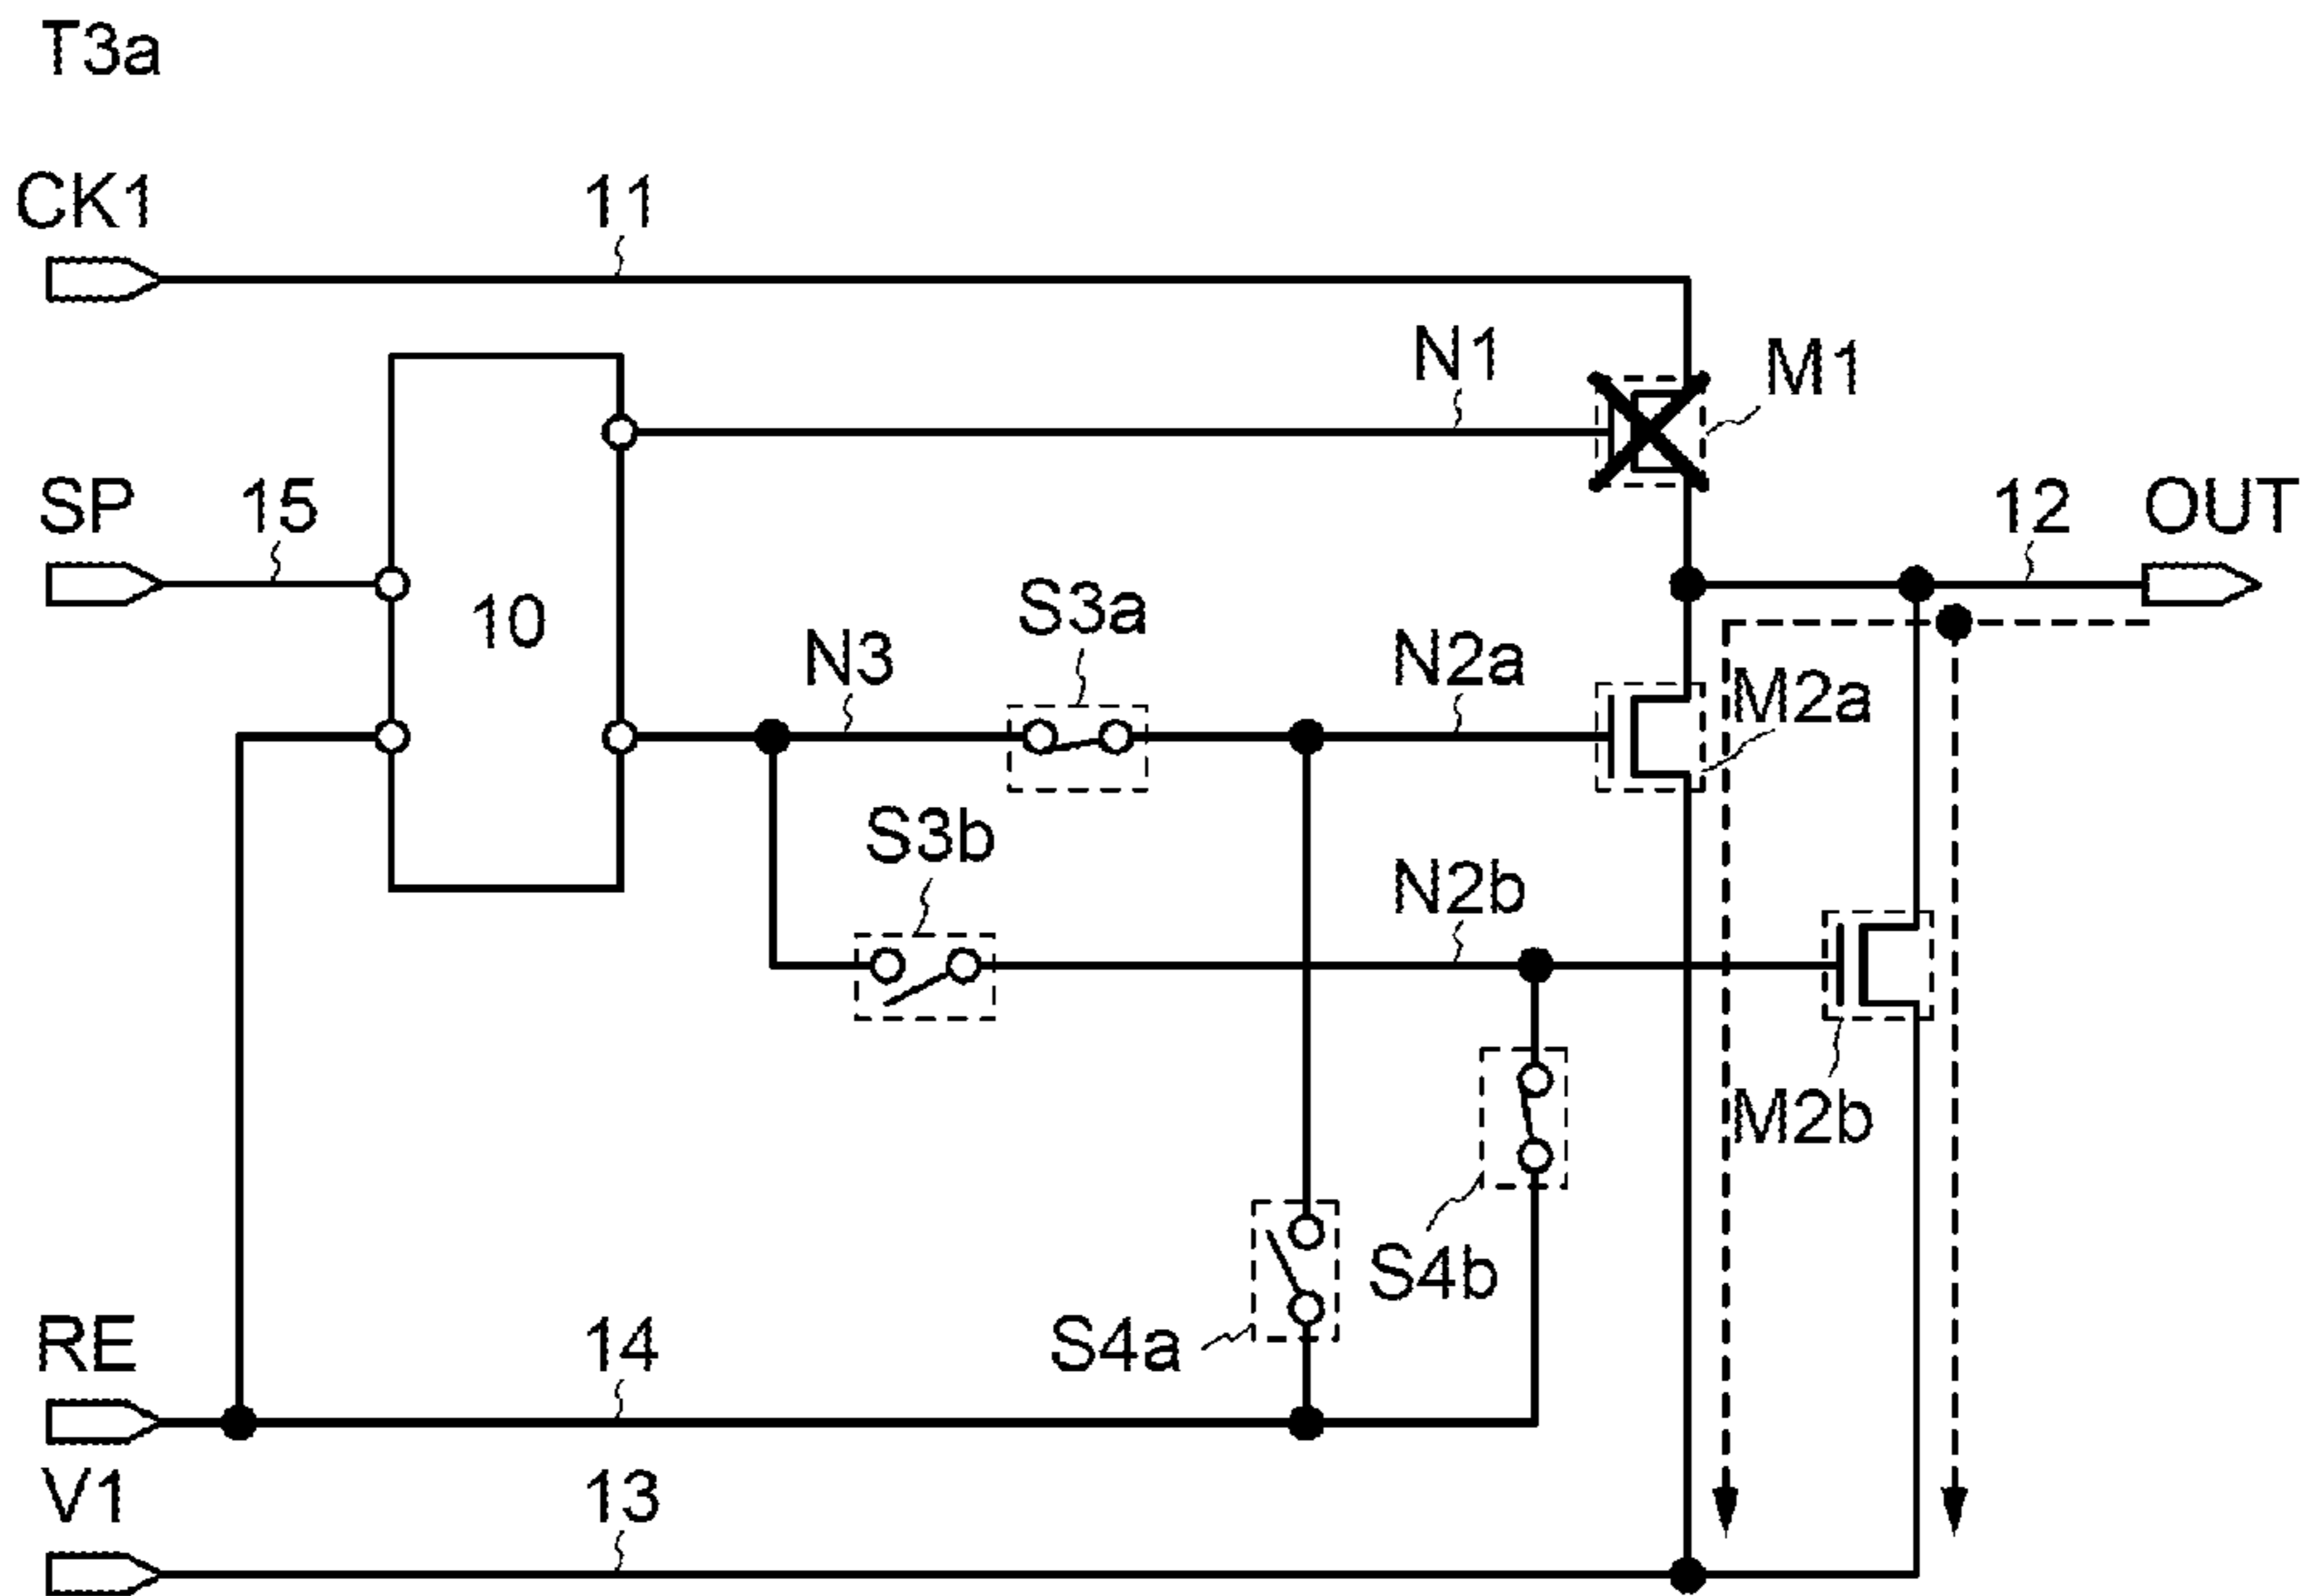 T3a
CK1
11
N1
M1
SP
15
10
12
OUT
S3a
N3
N2a
M2a
S3b
N2b
M2b
S4b
S4a
RE
14
V1
13